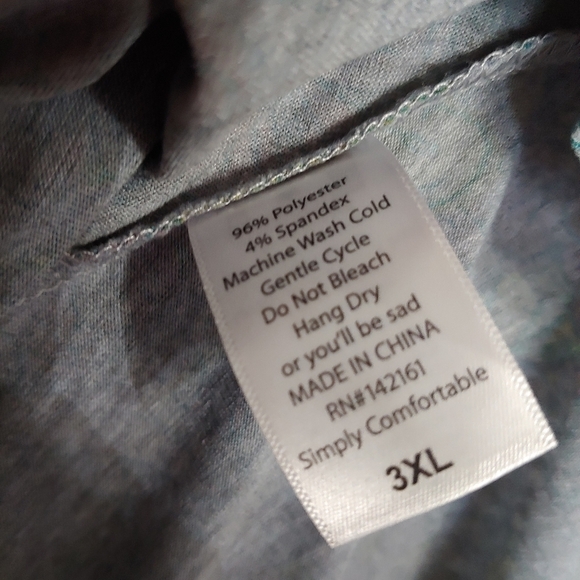 96% Polyester
4% Spandex
Machine Wash Cold
Gentle Cycle
Do Not Bleach
Hang Dry
or you'll be sad
MADE IN CHINA
RN#142161
Simply Comfortable
3XL